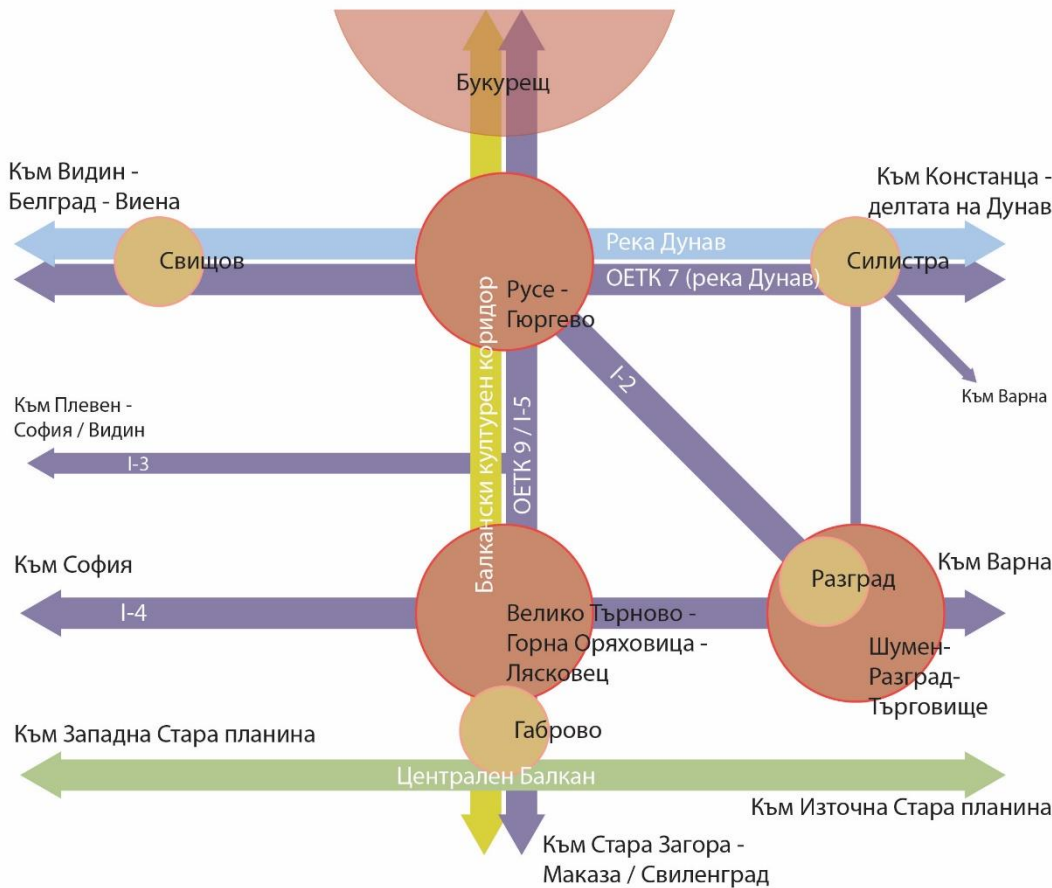 Букурещ
Към Видин -
Белград - Виена
Към Констанца -
делтата на Дунав
Река Дунав
Свищов
Силистра
ОЕТК 7 (река Дунав)
Русе -
Гюргево
Балкански културен коридор
ОЕТК 9 / I-5
I-2
Към Варна
Към Плевен -
София / Видин
I-3
Към София
I-4
Разград
Към Варна
Велико Търново -
Горна Оряховица -
Лясковец
Шумен-
Разград-
Търговище
Габрово
Към Западна Стара планина
Централен Балкан
Към Източна Стара планина
Към Стара Загора -
Маказа / Свиленград